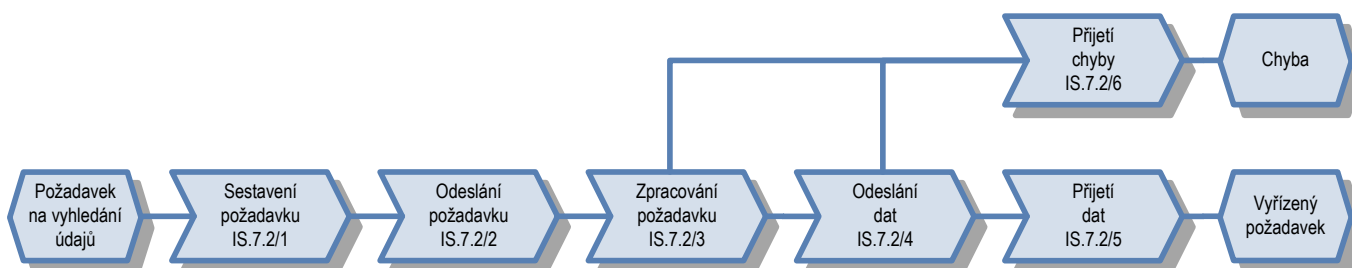 Přijetí
chyby
IS.7.2/6
Chyba
Požadavek
na vyhledání
údajů
Sestavení
požadavku
IS.7.2/1
Odeslání
požadavku
IS.7.2/2
Zpracování
požadavku
IS.7.2/3
Odeslání
dat
IS.7.2/4
Přijetí
dat
IS.7.2/5
Vyřízený
požadavek